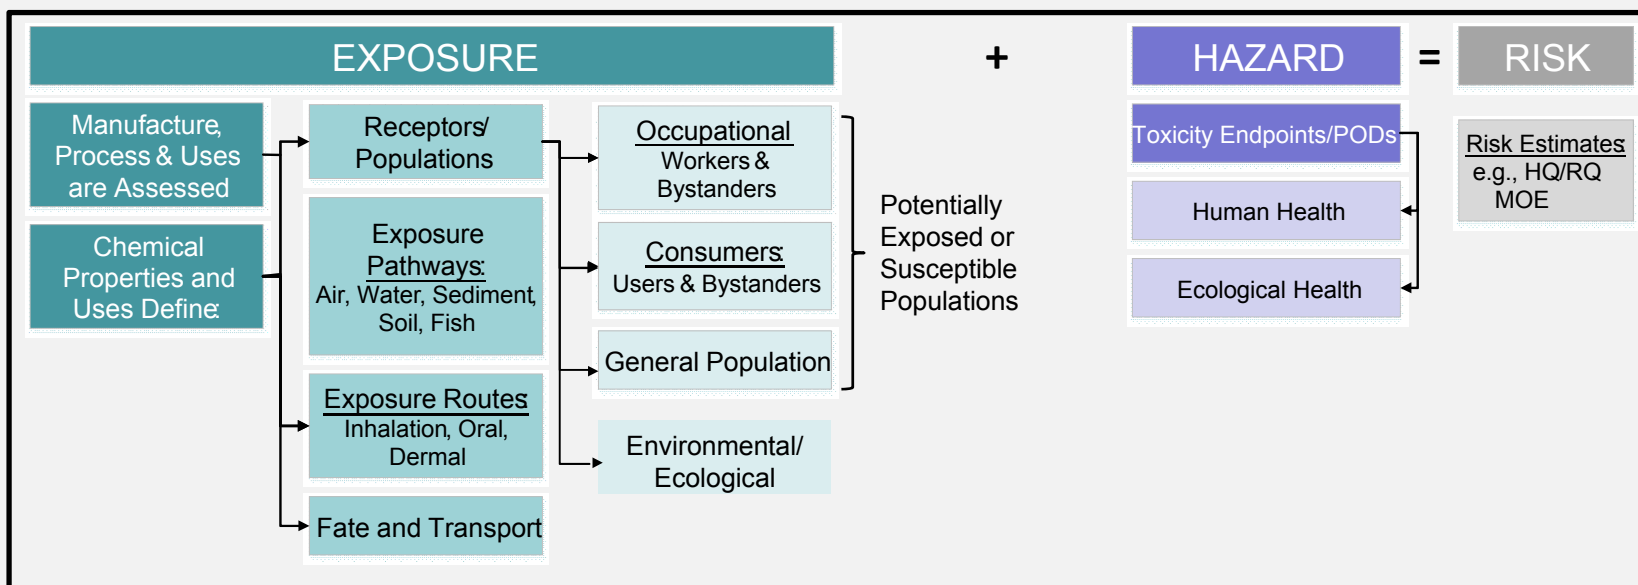 EXPOSURE
+
HAZARD
=
RISK
Manufacture,
Process & Uses
are Assessed
Chemical
Properties and
Uses Define:
Receptors/
Populations
Exposure
Pathways:
Air, Water, Sediment,
Soil, Fish
Exposure Routes:
Inhalation, Oral,
Dermal
Fate and Transport
Occupational
Workers &
Bystanders
Consumers:
Users & Bystanders
General Population
Environmental/
Ecological
Potentially
Exposed or
Susceptible
Populations
Toxicity Endpoints/PODs
Human Health
Ecological Health
Risk Estimates:
e.g., HQ/RQ
MOE